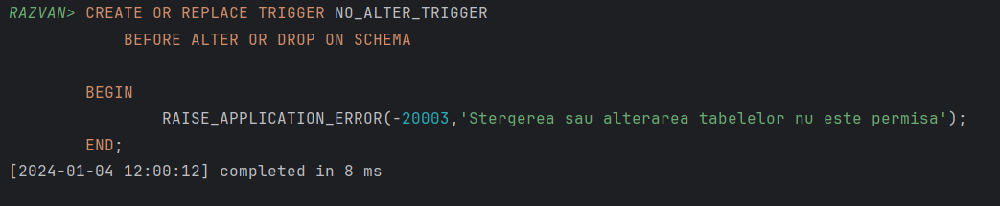 RAZVAN> CREATE OR REPLACE TRIGGER NO_ALTER_TRIGGER
BEFORE ALTER OR DROP ON SCHEMA
BEGIN
RAISE_APPLICATION_ERROR(-20003,'Stergerea sau alterarea tabelelor nu este permisa');
END;
[2024-01-04 12:00:12] completed in 8 ms